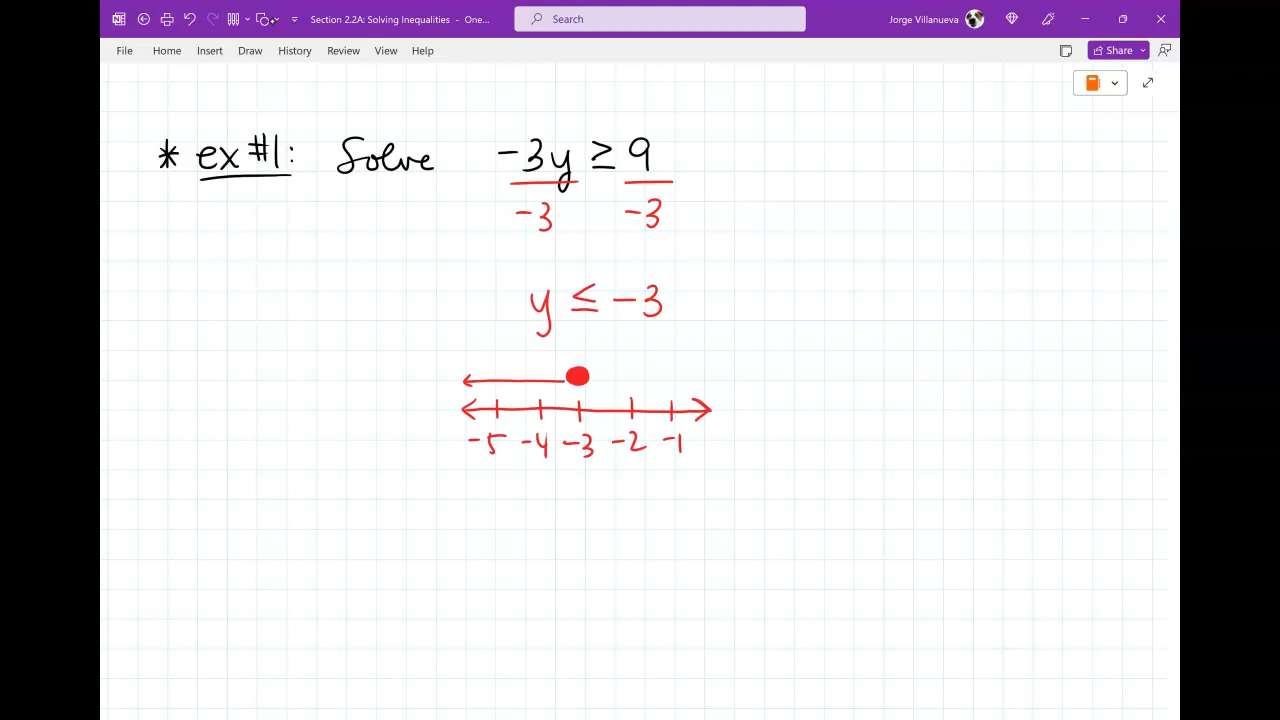 Section 2.2A: Solving Inequalities - One...
Search
Jorge Villanueva
File Home Insert Draw History Review View Help
Share
* ex #1: Solve -3y ≥ 9
-3 -3
y ≤ -3
-5 -4 -3 -2 -1